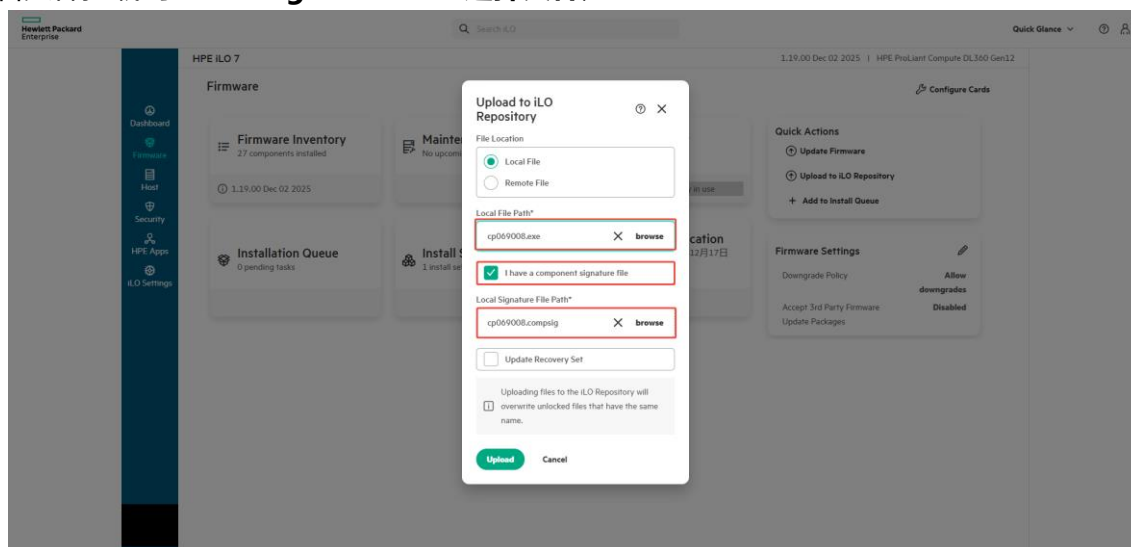 Hewlett Packard
Enterprise
Search iLO
Quick Glance
HPE iLO 7
1.19.00 Dec 02 2025 | HPE ProLiant Compute DL360 Gen12
Firmware
Configure Cards
Dashboard
Firmware
Host
Security
HPE Apps
iLO Settings
Firmware Inventory
27 components installed
1.19.00 Dec 02 2025
Mainte
No upcomi
y in use
Installation Queue
0 pending tasks
Install S
1 install se
cation
12月17日
Upload to iLO
Repository
File Location
Local File
Remote File
Local File Path*
cp069008.exe
browse
I have a component signature file
Local Signature File Path*
cp069008.compsig
browse
Update Recovery Set
Uploading files to the iLO Repository will
overwrite unlocked files that have the same
name.
Upload
Cancel
Quick Actions
Update Firmware
Upload to iLO Repository
+ Add to Install Queue
Firmware Settings
Downgrade Policy
Allow
downgrades
Accept 3rd Party Firmware
Update Packages
Disabled